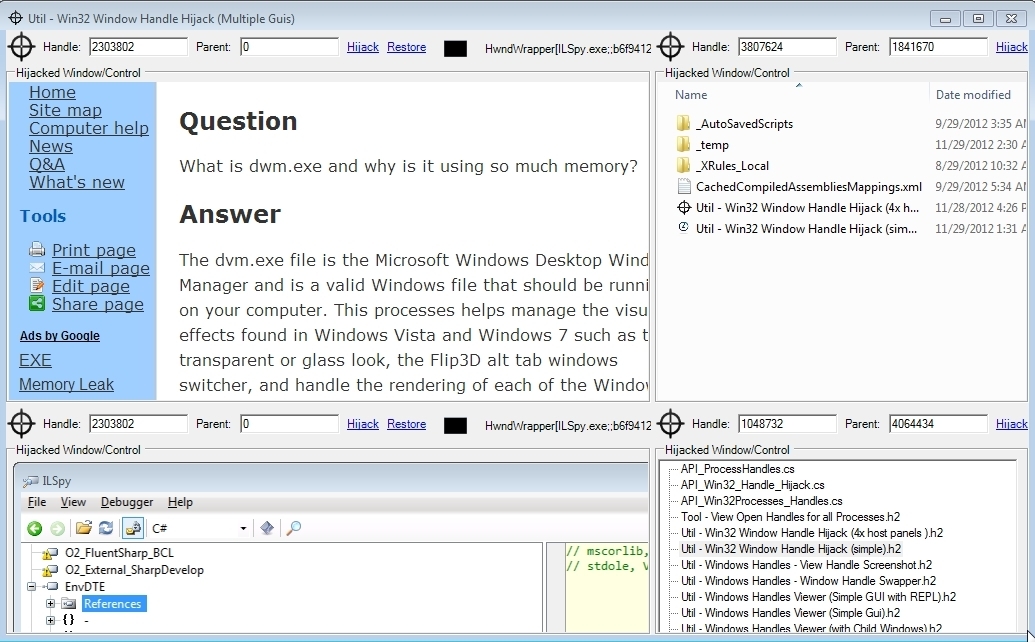 Util - Win32 Window Handle Hijack (Multiple Guis)
Handle: 2303802 Parent: 0 Hijack Restore HwndWrapper[ILSpy.exe;;b6f9412
Hijacked Window/Control
Home
Site map
Computer help
News
Q&A
What's new
Tools
Print page
E-mail page
Edit page
Share page
Ads by Google
EXE
Memory Leak
Question
What is dwm.exe and why is it using so much memory?
Answer
The dvm.exe file is the Microsoft Windows Desktop Wind
Manager and is a valid Windows file that should be runni
on your computer. This processes helps manage the visu
effects found in Windows Vista and Windows 7 such as t
transparent or glass look, the Flip3D alt tab windows
switcher, and handle the rendering of each of the Window
Handle: 3807624 Parent: 1841670 Hijack
Hijacked Window/Control
Name Date modified
_AutoSavedScripts 9/29/2012 3:35 AM
_temp 11/29/2012 2:30 A
_XRules_Local 8/29/2012 10:32 A
CachedCompiledAssembliesMappings.xml 9/29/2012 5:34 AM
Util - Win32 Window Handle Hijack (4x h... 11/28/2012 4:26 P
Util - Win32 Window Handle Hijack (sim... 11/29/2012 1:31 A
Handle: 2303802 Parent: 0 Hijack Restore HwndWrapper[ILSpy.exe;;b6f9412
Hijacked Window/Control
ILSpy
File View Debugger Help
C#
O2_FluentSharp_BCL
O2_External_SharpDevelop
EnvDTE
References
{} -
// mscorlib,
// stdole, V
Handle: 1048732 Parent: 4064434 Hijack
Hijacked Window/Control
API_ProcessHandles.cs
API_Win32_Handle_Hijack.cs
API_Win32Processes_Handles.cs
Tool - View Open Handles for all Processes.h2
Util - Win32 Window Handle Hijack (4x host panels ).h2
Util - Win32 Window Handle Hijack (simple).h2
Util - Windows Handles - View Handle Screenshot.h2
Util - Windows Handles - Window Handle Swapper.h2
Util - Windows Handles Viewer (Simple GUI with REPL).h2
Util - Windows Handles Viewer (Simple Gui).h2
Util - Windows Handles Viewer (with Child Windows).h2